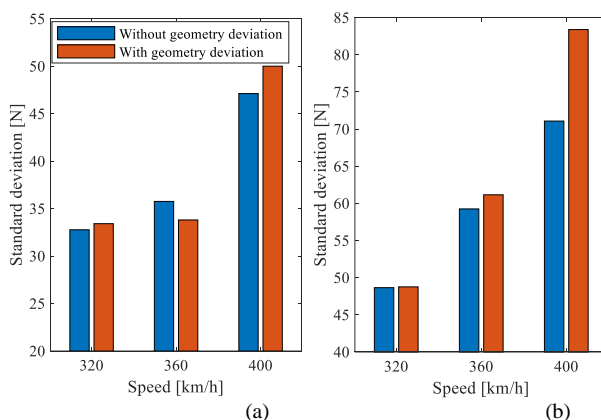 55
50
45
40
35
30
25
20
Standard deviation [N]
Without geometry deviation
With geometry deviation
320 360 400
Speed [km/h]
(a)
85
80
75
70
65
60
55
50
45
40
Standard deviation [N]
320 360 400
Speed [km/h]
(b)